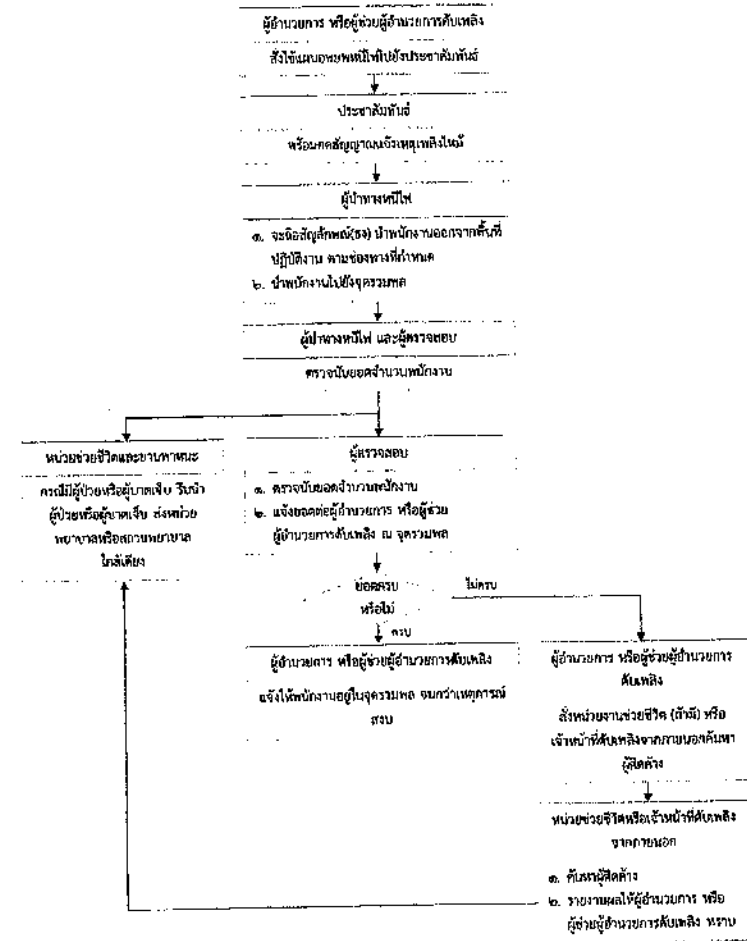 ผู้อำนวยการ หรือผู้ช่วยผู้อำนวยการดับเพลิง
สั่งใช้แผนอพยพหนีไฟไปยังประชาสัมพันธ์
ประชาสัมพันธ์
พร้อมกดสัญญาณแจ้งเหตุเพลิงไหม้
ผู้นำทางหนีไฟ
๑. จะถือสัญลักษณ์(ธง) นำพนักงานออกจากพื้นที่
ปฏิบัติงาน ตามช่องทางที่กำหนด
๒. นำพนักงานไปยังจุดรวมพล
ผู้นำทางหนีไฟ และผู้ตรวจสอบ
ตรวจนับยอดจำนวนพนักงาน
หน่วยช่วยชีวิตและยานพาหนะ
กรณีมีผู้ป่วยหรือผู้บาดเจ็บ รีบนำ
ผู้ป่วยหรือผู้บาดเจ็บ ส่งหน่วย
พยาบาลหรือสถานพยาบาล
ใกล้เคียง
ผู้ตรวจสอบ
๑. ตรวจนับยอดจำนวนพนักงาน
๒. แจ้งยอดต่อผู้อำนวยการ หรือผู้ช่วย
ผู้อำนวยการดับเพลิง ณ จุดรวมพล
ยอดครบ
หรือไม่
ไม่ครบ
ครบ
ผู้อำนวยการ หรือผู้ช่วยผู้อำนวยการดับเพลิง
แจ้งให้พนักงานอยู่ในจุดรวมพล จนกว่าเหตุการณ์
สงบ
ผู้อำนวยการ หรือผู้ช่วยผู้อำนวยการ
ดับเพลิง
สั่งหน่วยงานช่วยชีวิต (ถ้ามี) หรือ
เจ้าหน้าที่ดับเพลิงจากภายนอกค้นหา
ผู้ติดค้าง
หน่วยช่วยชีวิตหรือเจ้าหน้าที่ดับเพลิง
จากภายนอก
๑. ค้นหาผู้ติดค้าง
๒. รายงานผลให้ผู้อำนวยการ หรือ
ผู้ช่วยผู้อำนวยการดับเพลิง ทราบ